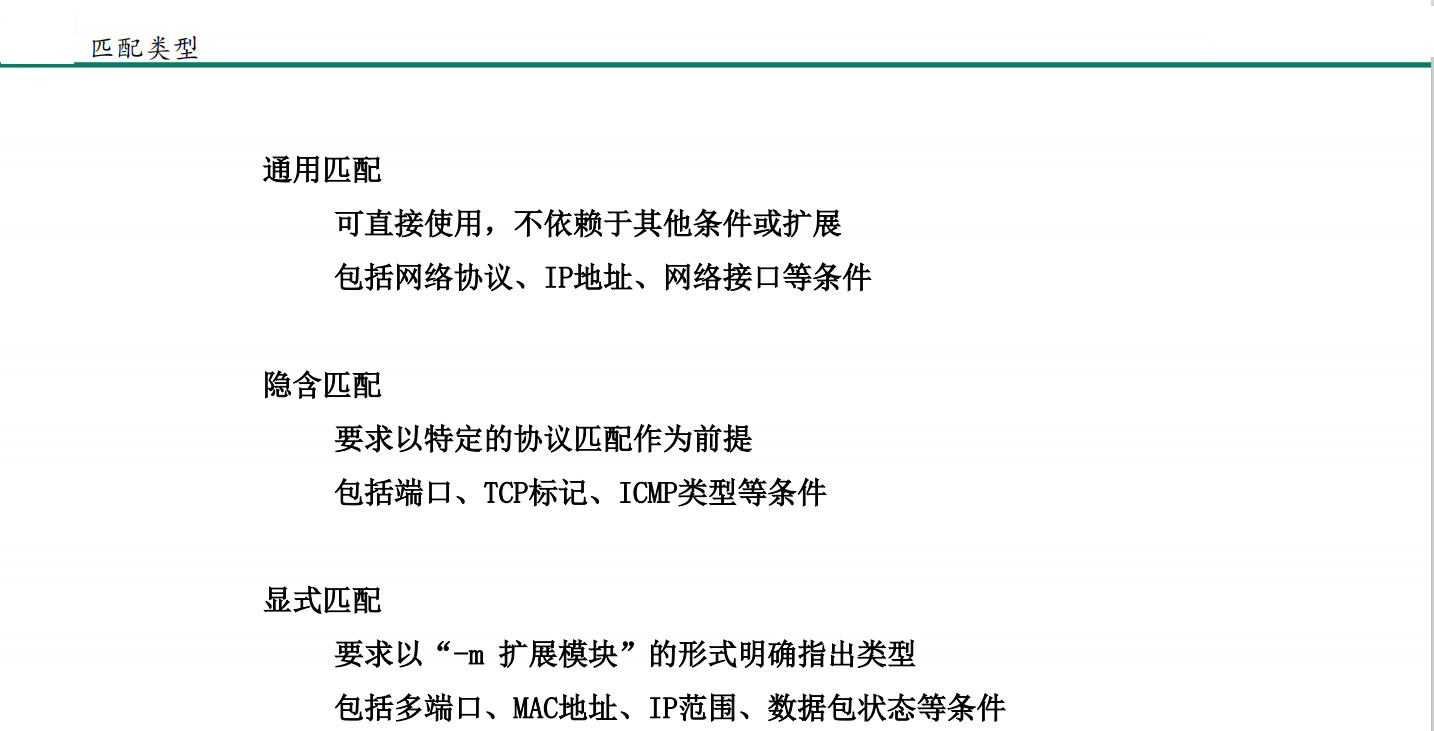 匹配类型
通用匹配
可直接使用，不依赖于其他条件或扩展
包括网络协议、IP地址、网络接口等条件
隐含匹配
要求以特定的协议匹配作为前提
包括端口、TCP标记、ICMP类型等条件
显式匹配
要求以“-m 扩展模块”的形式明确指出类型
包括多端口、MAC地址、IP范围、数据包状态等条件